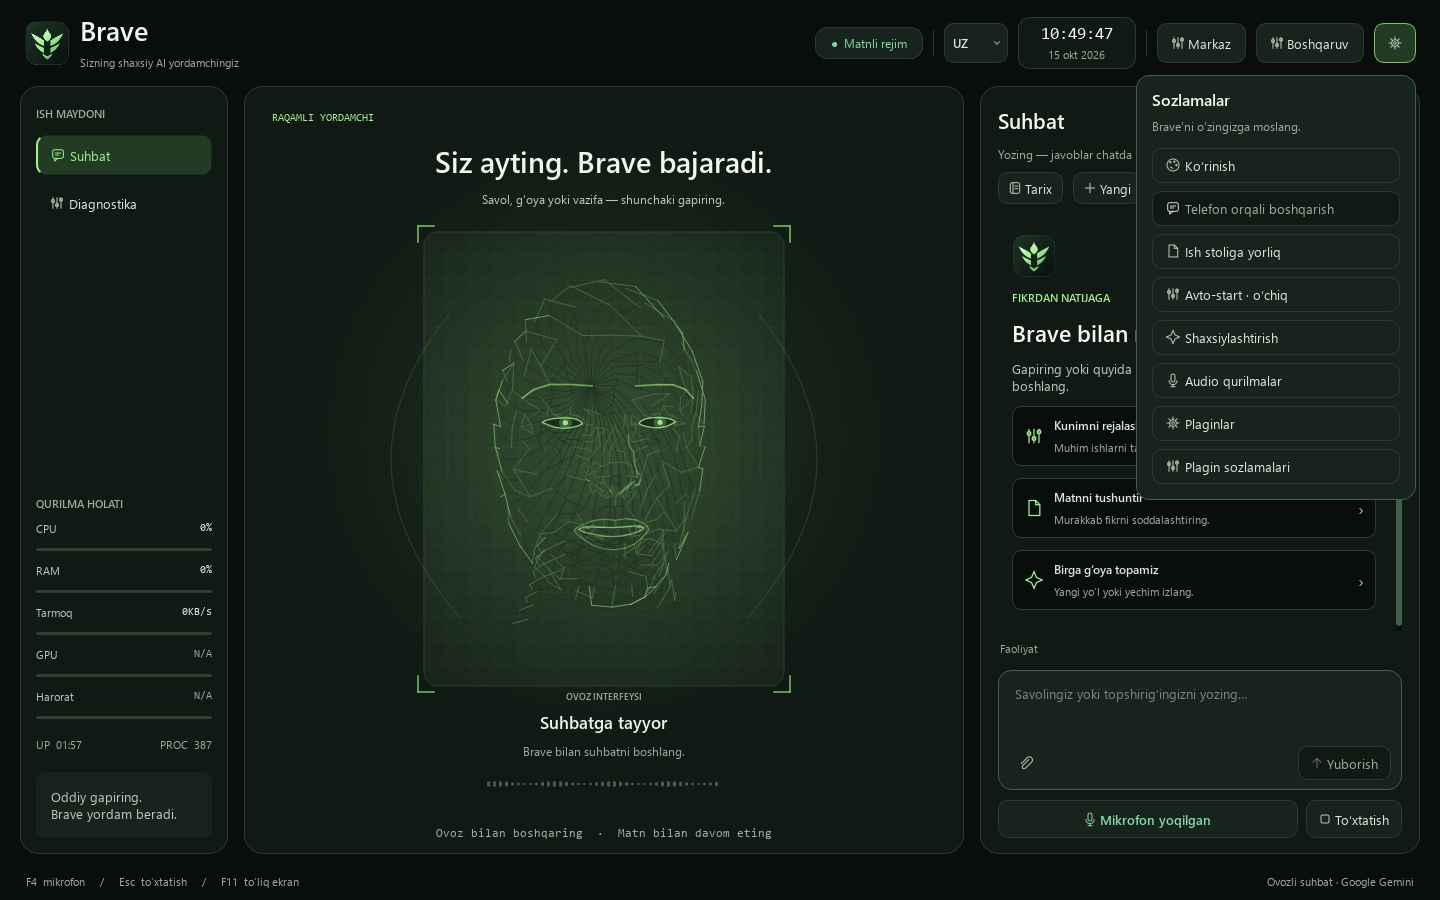 Brave
Sizning shaxsiy AI yordamchingiz
● Matnli rejim
UZ
10:49:47
15 okt 2026
Markaz
Boshqaruv
ISH MAYDONI
Suhbat
Diagnostika
QURILMA HOLATI
CPU 0%
RAM 0%
Tarmoq 0KB/s
GPU N/A
Harorat N/A
UP 01:57 PROC 387
Oddiy gapiring.
Brave yordam beradi.
RAQAMLI YORDAMCHI
Siz ayting. Brave bajaradi.
Savol, g‘oya yoki vazifa — shunchaki gapiring.
OVOZ INTERFEYSI
Suhbatga tayyor
Brave bilan suhbatni boshlang.
Ovoz bilan boshqaring · Matn bilan davom eting
Suhbat
Yozing — javoblar chatda
Tarix
Yangi
FIKRDAN NATIJAGA
Brave bilan
Gapiring yoki quyida
boshlang.
Kunimni rejalas
Muhim ishlarni ta
Matnni tushuntir
Murakkab fikrni soddalashtiring.
Birga g‘oya topamiz
Yangi yo‘l yoki yechim izlang.
Faoliyat
Savolingiz yoki topshirig‘ingizni yozing...
Yuborish
Mikrofon yoqilgan
To‘xtatish
Sozlamalar
Brave’ni o‘zingizga moslang.
Ko‘rinish
Telefon orqali boshqarish
Ish stoliga yorliq
Avto-start · o‘chiq
Shaxsiylashtirish
Audio qurilmalar
Plaginlar
Plagin sozlamalari
F4 mikrofon / Esc to‘xtatish / F11 to‘liq ekran
Ovozli suhbat · Google Gemini